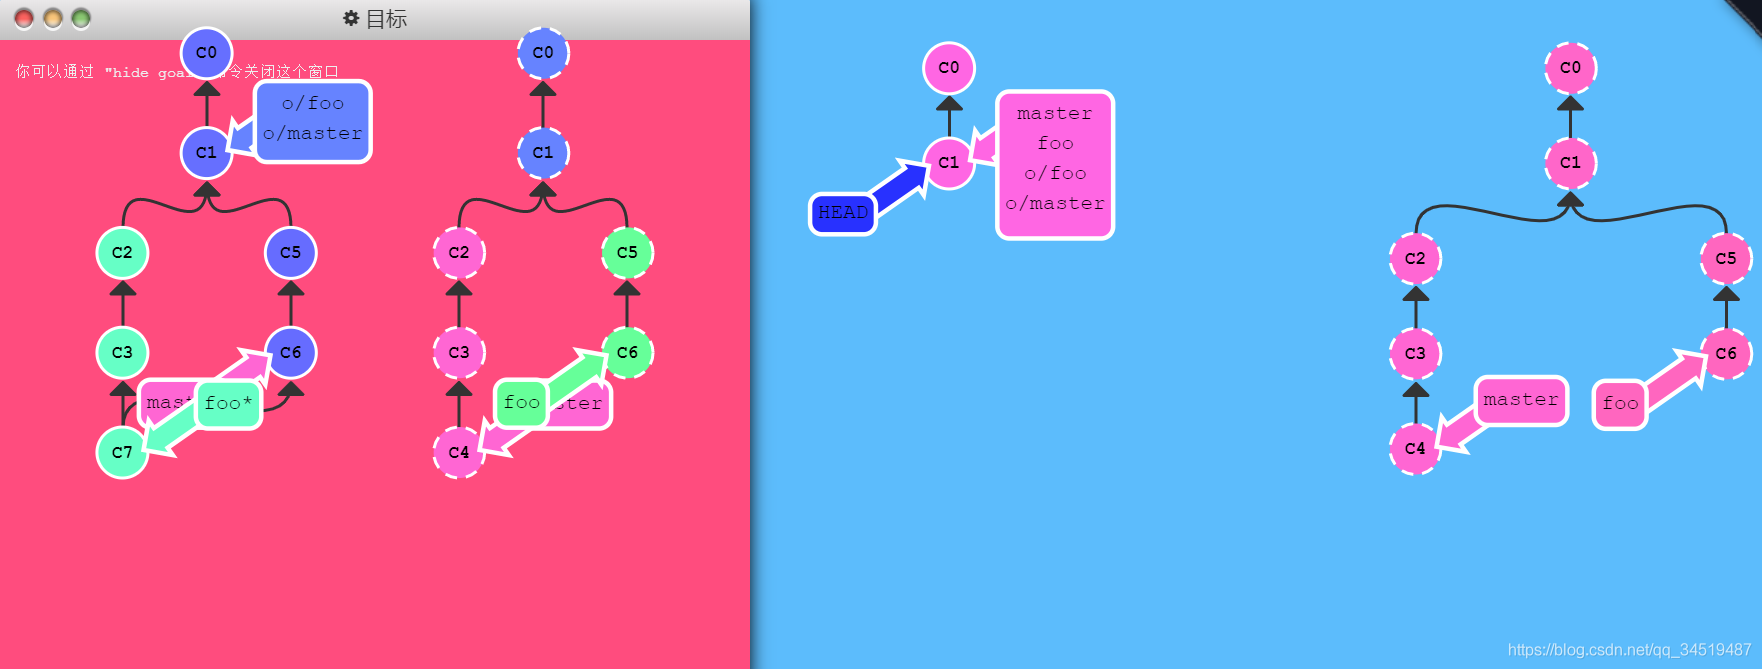 目标
你可以通过 "hide goal 令关闭这个窗口
C0
o/foo
o/master
C1
C2
C5
C3
C6
foo*
C7
C0
C1
C2
C5
C3
C6
foo
C4
C0
master
foo
o/foo
o/master
C1
HEAD
C0
C1
C2
C5
C3
C6
master
foo
C4
https://blog.csdn.net/qq_34519487